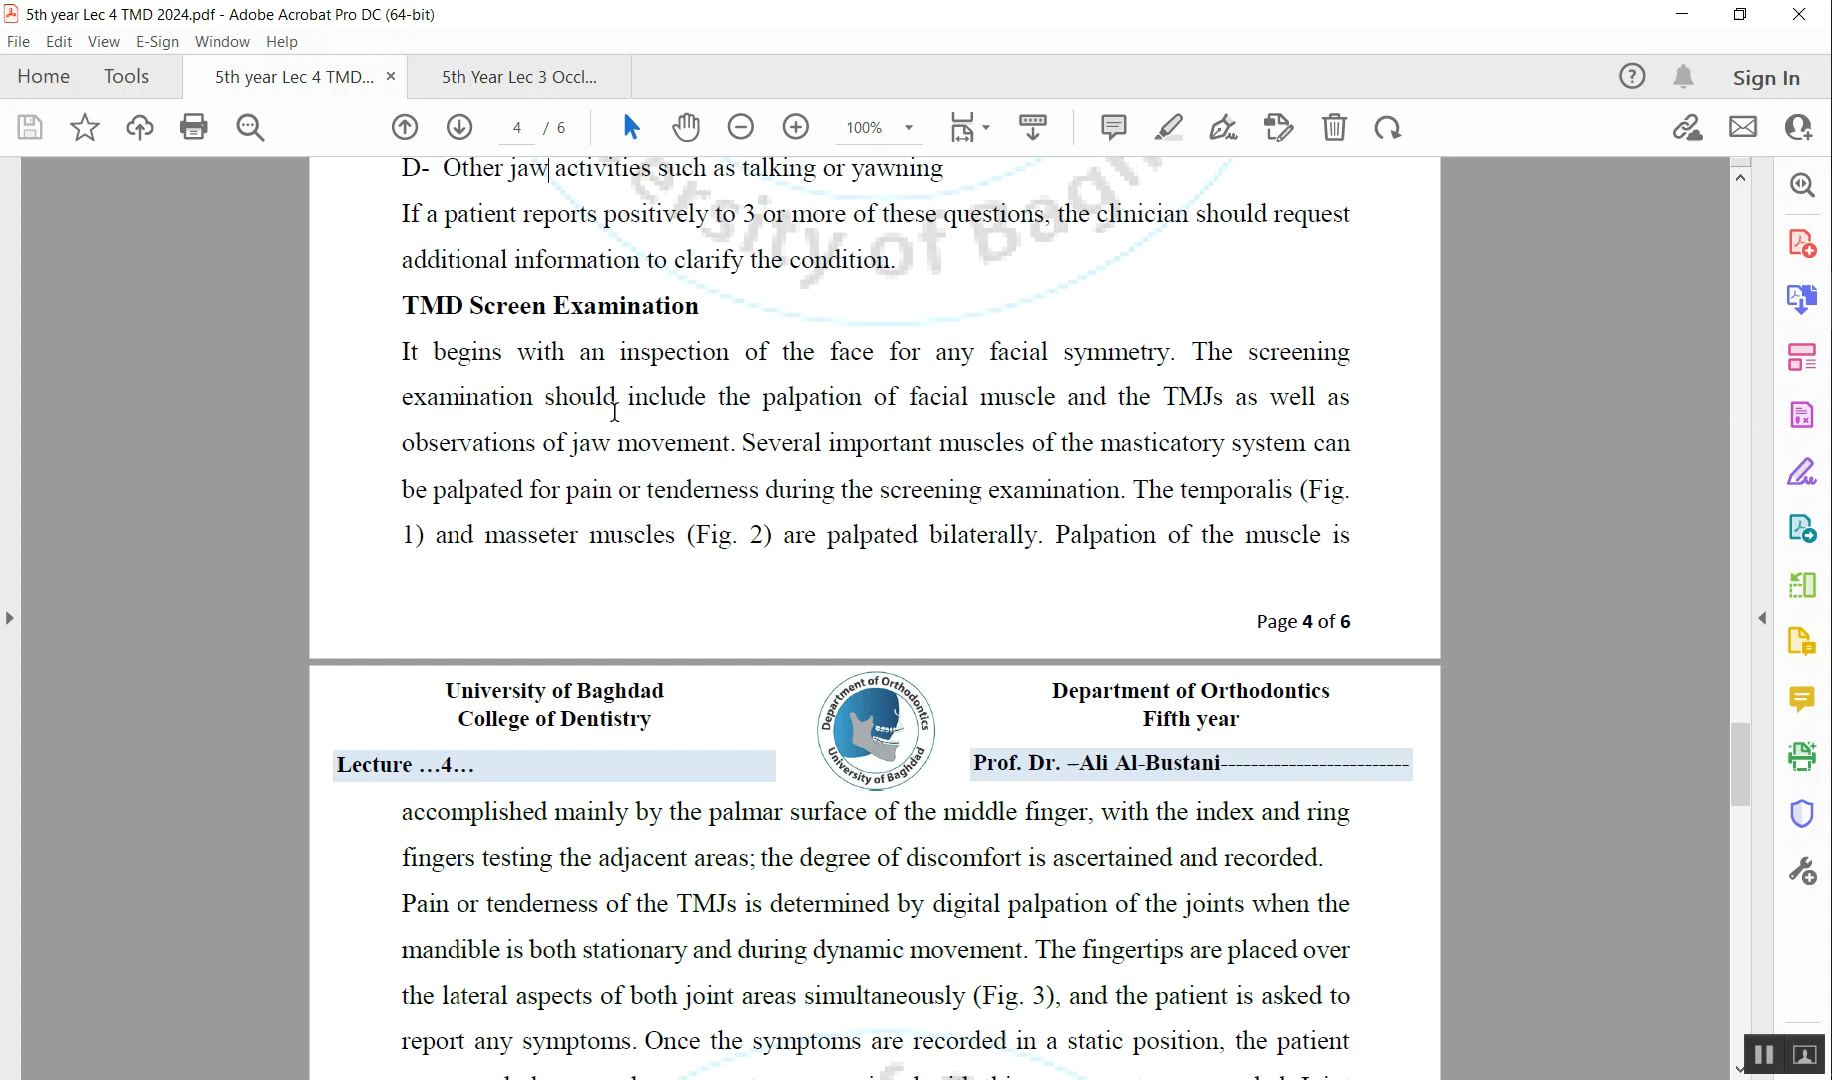 5th year Lec 4 TMD 2024.pdf - Adobe Acrobat Pro DC (64-bit)
File Edit View E-Sign Window Help
Home Tools 5th year Lec 4 TMD... × 5th Year Lec 3 Occl... Sign In
4 / 6 100%
D- Other jaw activities such as talking or yawning
If a patient reports positively to 3 or more of these questions, the clinician should request
additional information to clarify the condition.
ersity of Bagh
TMD Screen Examination
It begins with an inspection of the face for any facial symmetry. The screening
examination should include the palpation of facial muscle and the TMJs as well as
observations of jaw movement. Several important muscles of the masticatory system can
be palpated for pain or tenderness during the screening examination. The temporalis (Fig.
1) and masseter muscles (Fig. 2) are palpated bilaterally. Palpation of the muscle is
Page 4 of 6
University of Baghdad
College of Dentistry
Department of Orthodontics
University of Baghdad
Department of Orthodontics
Fifth year
Lecture ...4...
Prof. Dr. –Ali Al-Bustani-------------------------
accomplished mainly by the palmar surface of the middle finger, with the index and ring
fingers testing the adjacent areas; the degree of discomfort is ascertained and recorded.
Pain or tenderness of the TMJs is determined by digital palpation of the joints when the
mandible is both stationary and during dynamic movement. The fingertips are placed over
the lateral aspects of both joint areas simultaneously (Fig. 3), and the patient is asked to
report any symptoms. Once the symptoms are recorded in a static position, the patient